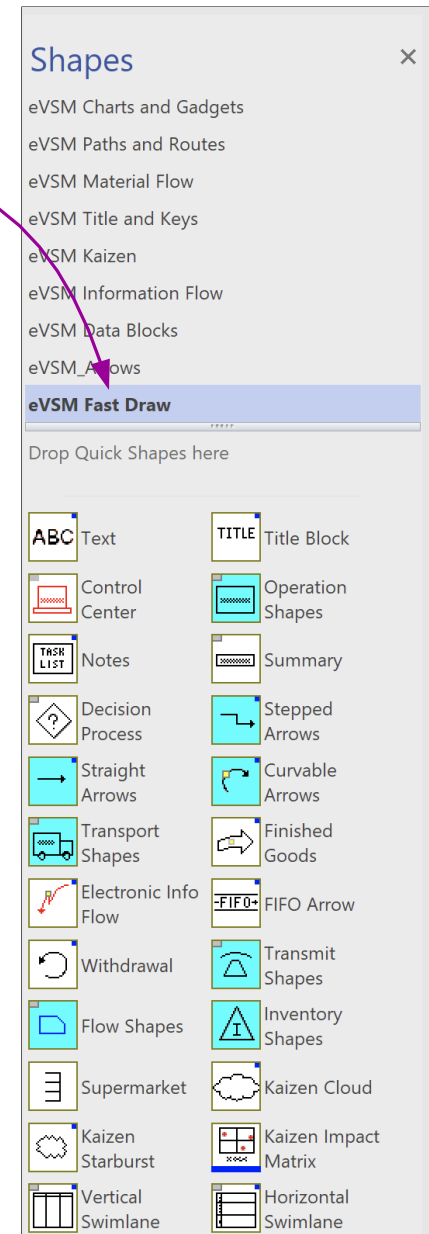 Shapes
eVSM Charts and Gadgets
eVSM Paths and Routes
eVSM Material Flow
eVSM Title and Keys
eVSM Kaizen
eVSM Information Flow
eVSM Data Blocks
eVSM_Arrows
eVSM Fast Draw
Drop Quick Shapes here
ABC Text
TITLE Title Block
Control
Center
Operation
Shapes
TASK
LIST
Notes
Summary
Decision
Process
Stepped
Arrows
Straight
Arrows
Curvable
Arrows
Transport
Shapes
Finished
Goods
Electronic Info
Flow
-FIFO→ FIFO Arrow
Withdrawal
Transmit
Shapes
Flow Shapes
I
Inventory
Shapes
Supermarket
Kaizen Cloud
Kaizen
Starburst
Kaizen Impact
Matrix
Vertical
Swimlane
Horizontal
Swimlane